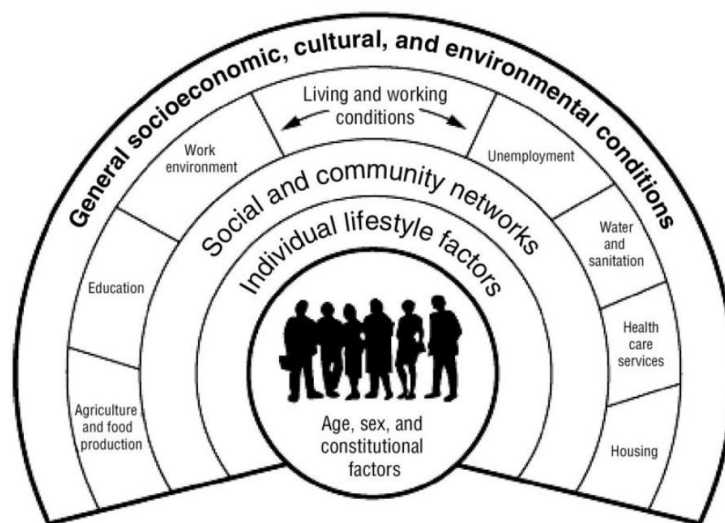 General socioeconomic, cultural, and environmental conditions
Living and working
conditions
Work
environment
Unemployment
Social and community networks
Individual lifestyle factors
Education
Water
and
sanitation
Agriculture
and food
production
Health
care
services
Housing
Age, sex, and
constitutional
factors